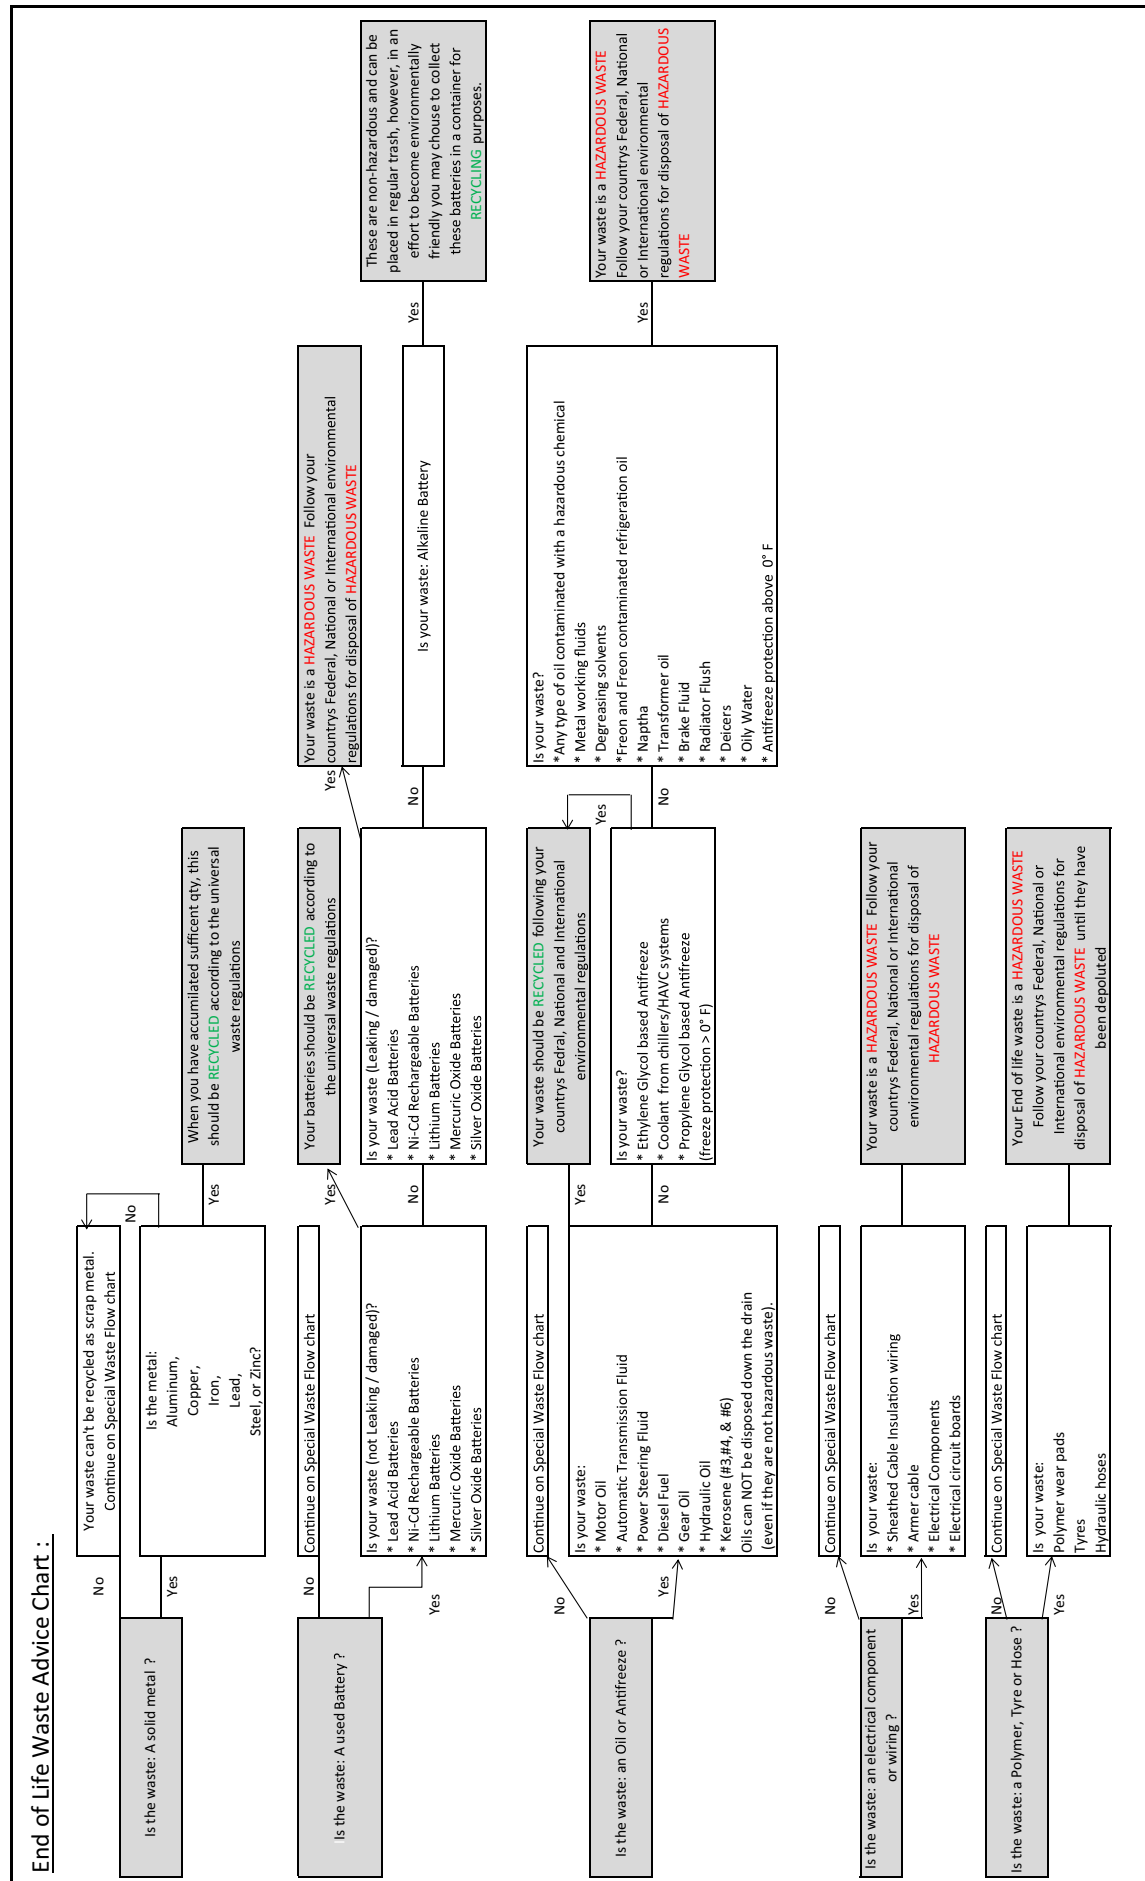 End of Life Waste Advice Chart :
Is the waste: A solid metal ?
No
Yes
Your waste can't be recycled as scrap metal.
Continue on Special Waste Flow chart
Is the metal:
Aluminum,
Copper,
Iron,
Lead,
Steel, or Zinc?
No
Yes
When you have accumilated sufficent qty, this
should be RECYCLED according to the universal
waste regulations
Is the waste: A used Battery ?
No
Yes
Continue on Special Waste Flow chart
Is your waste (not Leaking / damaged)?
* Lead Acid Batteries
* Ni-Cd Rechargeable Batteries
* Lithium Batteries
* Mercuric Oxide Batteries
* Silver Oxide Batteries
Yes
No
Your batteries should be RECYCLED according to
the universal waste regulations
Is your waste (Leaking / damaged)?
* Lead Acid Batteries
* Ni-Cd Rechargeable Batteries
* Lithium Batteries
* Mercuric Oxide Batteries
* Silver Oxide Batteries
Yes
No
Your waste is a HAZARDOUS WASTE Follow your
countrys Federal, National or International environmental
regulations for disposal of HAZARDOUS WASTE
Is your waste: Alkaline Battery
Yes
These are non-hazardous and can be
placed in regular trash, however, in an
effort to become environmentally
friendly you may chouse to collect
these batteries in a container for
RECYCLING purposes.
Is the waste: an Oil or Antifreeze ?
No
Yes
Continue on Special Waste Flow chart
Is your waste:
* Motor Oil
* Automatic Transmission Fluid
* Power Steering Fluid
* Diesel Fuel
* Gear Oil
* Hydraulic Oil
* Kerosene (#3,#4, & #6)
Oils can NOT be disposed down the drain
(even if they are not hazardous waste).
Yes
No
Your waste should be RECYCLED following your
countrys Fedral, National and International
environmental regulations
Is your waste?
* Ethylene Glycol based Antifreeze
* Coolant from chillers/HAVC systems
* Propylene Glycol based Antifreeze
(freeze protection > 0° F)
Yes
No
Is your waste?
*Any type of oil contaminated with a hazardous chemical
* Metal working fluids
* Degreasing solvents
*Freon and Freon contaminated refrigeration oil
* Naptha
* Transformer oil
* Brake Fluid
* Radiator Flush
* Deicers
* Oily Water
* Antifreeze protection above 0° F
Yes
Your waste is a HAZARDOUS WASTE
Follow your countrys Federal, National
or International environmental
regulations for disposal of HAZARDOUS
WASTE
Is the waste: an electrical component
or wiring ?
No
Yes
Continue on Special Waste Flow chart
Is your waste:
* Sheathed Cable Insulation wiring
* Armer cable
* Electrical Components
* Electrical circuit boards
Your waste is a HAZARDOUS WASTE Follow your
countrys Federal, National or International
environmental regulations for disposal of
HAZARDOUS WASTE
Is the waste: a Polymer, Tyre or Hose ?
No
Yes
Continue on Special Waste Flow chart
Is your waste:
Polymer wear pads
Tyres
Hydraulic hoses
Your End of life waste is a HAZARDOUS WASTE
Follow your countrys Federal, National or
International environmental regulations for
disposal of HAZARDOUS WASTE until they have
been depoluted